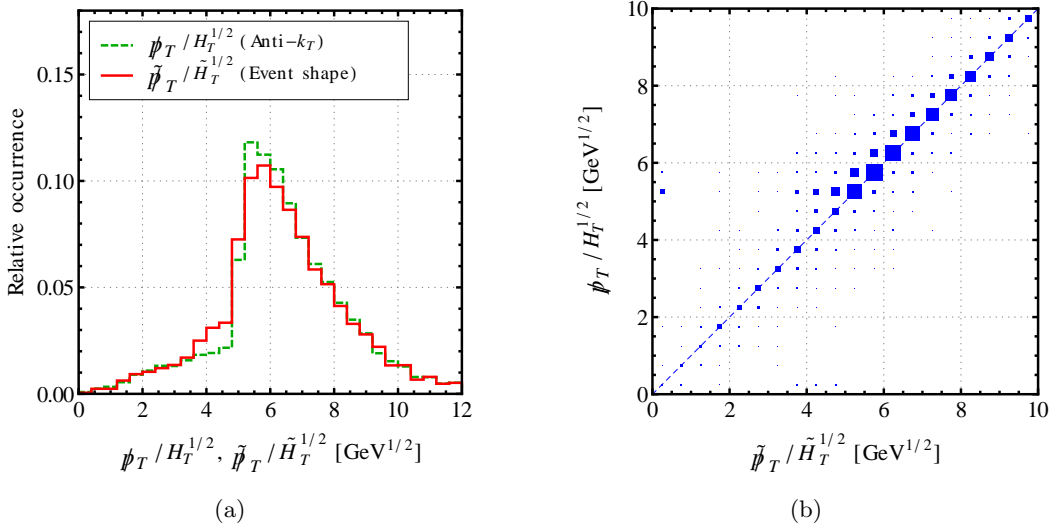 p̸_T / H_T^{1/2} (Anti−k_T)
p̸̃_T / H̃_T^{1/2} (Event shape)
Relative occurrence
0.15
0.10
0.05
0.00
0 2 4 6 8 10 12
p̸_T / H_T^{1/2}, p̸̃_T / H̃_T^{1/2} [GeV^{1/2}]
(a)
p̸_T / H_T^{1/2} [GeV^{1/2}]
10
8
6
4
2
0
0 2 4 6 8 10
p̸̃_T / H̃_T^{1/2} [GeV^{1/2}]
(b)